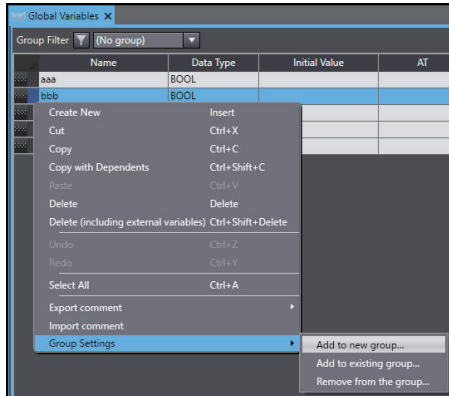 Global Variables X
Group Filter (No group)
Name Data Type Initial Value AT
aaa BOOL
bbb BOOL
Create New Insert
Cut Ctrl+X
Copy Ctrl+C
Copy with Dependents Ctrl+Shift+C
Paste Ctrl+V
Delete Delete
Delete (including external variables) Ctrl+Shift+Delete
Undo Ctrl+Z
Redo Ctrl+Y
Select All Ctrl+A
Export comment
Import comment
Group Settings
Add to new group...
Add to existing group...
Remove from the group...